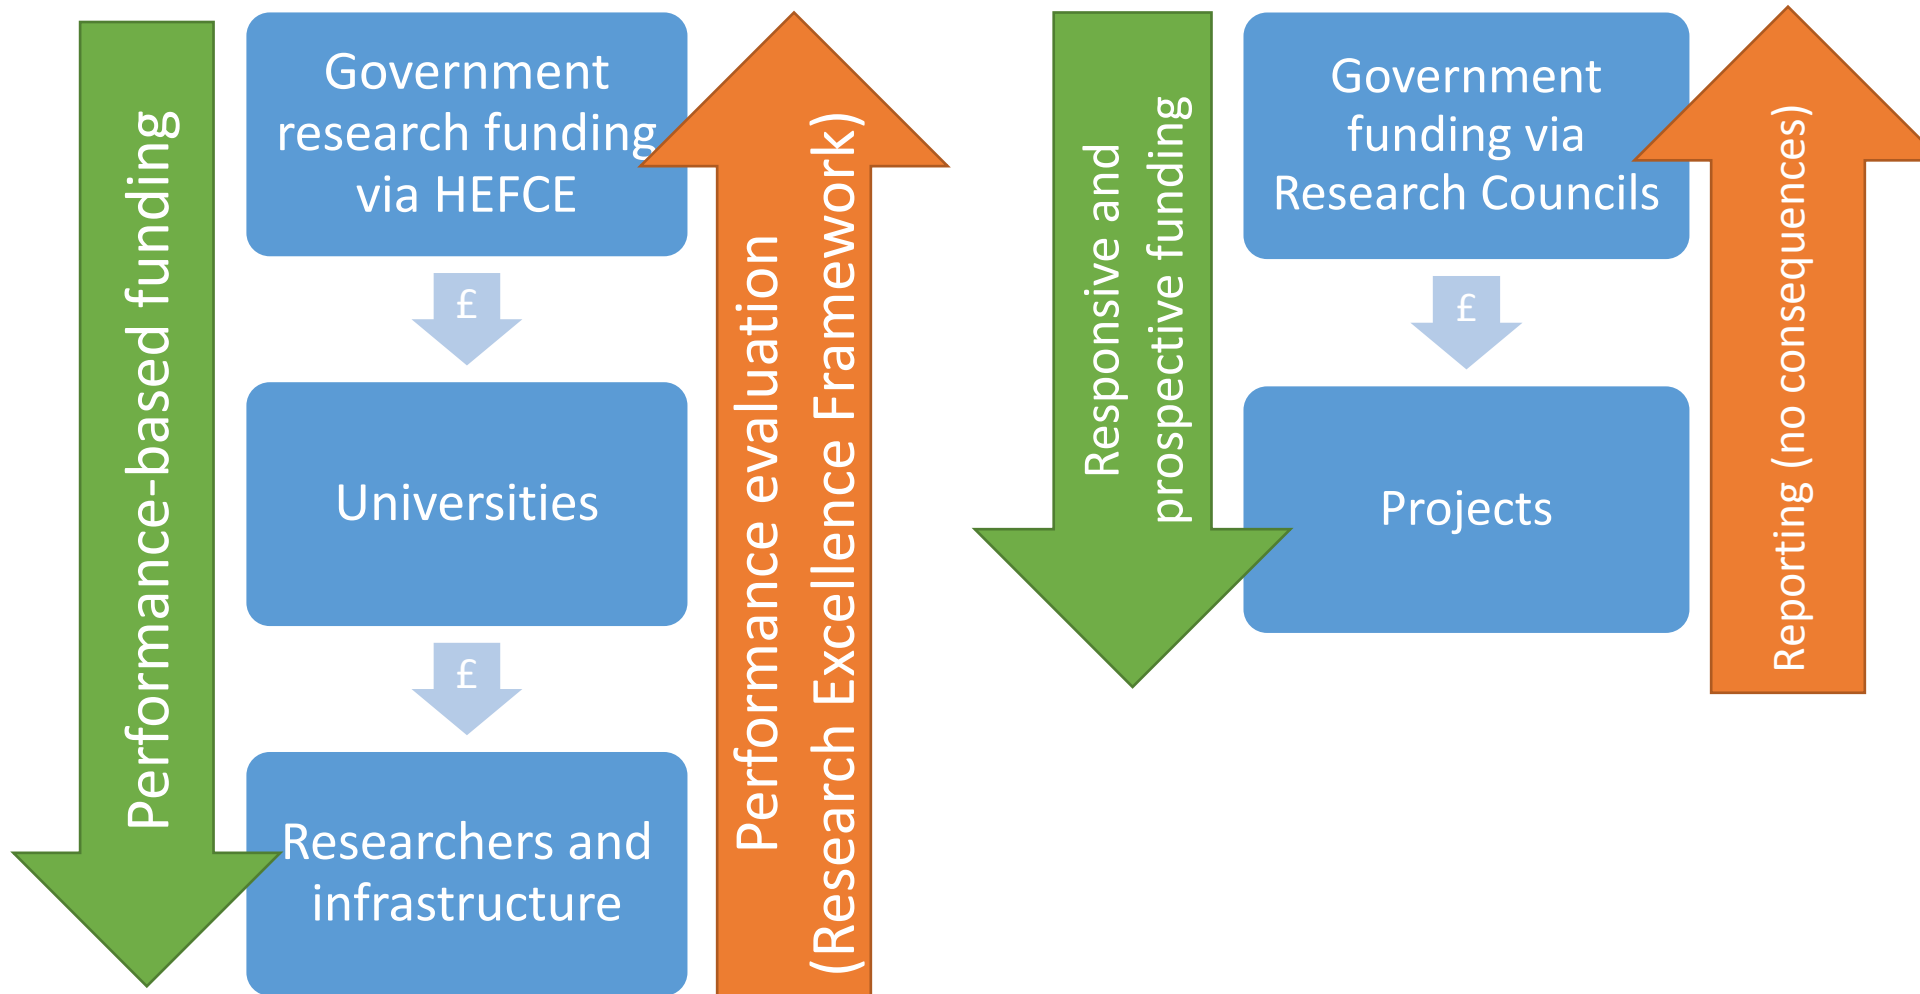 Performance-based funding
Government
research funding
via HEFCE
£
Universities
£
Researchers and
infrastructure
Performance evaluation
(Research Excellence Framework)
Responsive and
prospective funding
Government
funding via
Research Councils
£
Projects
Reporting (no consequences)